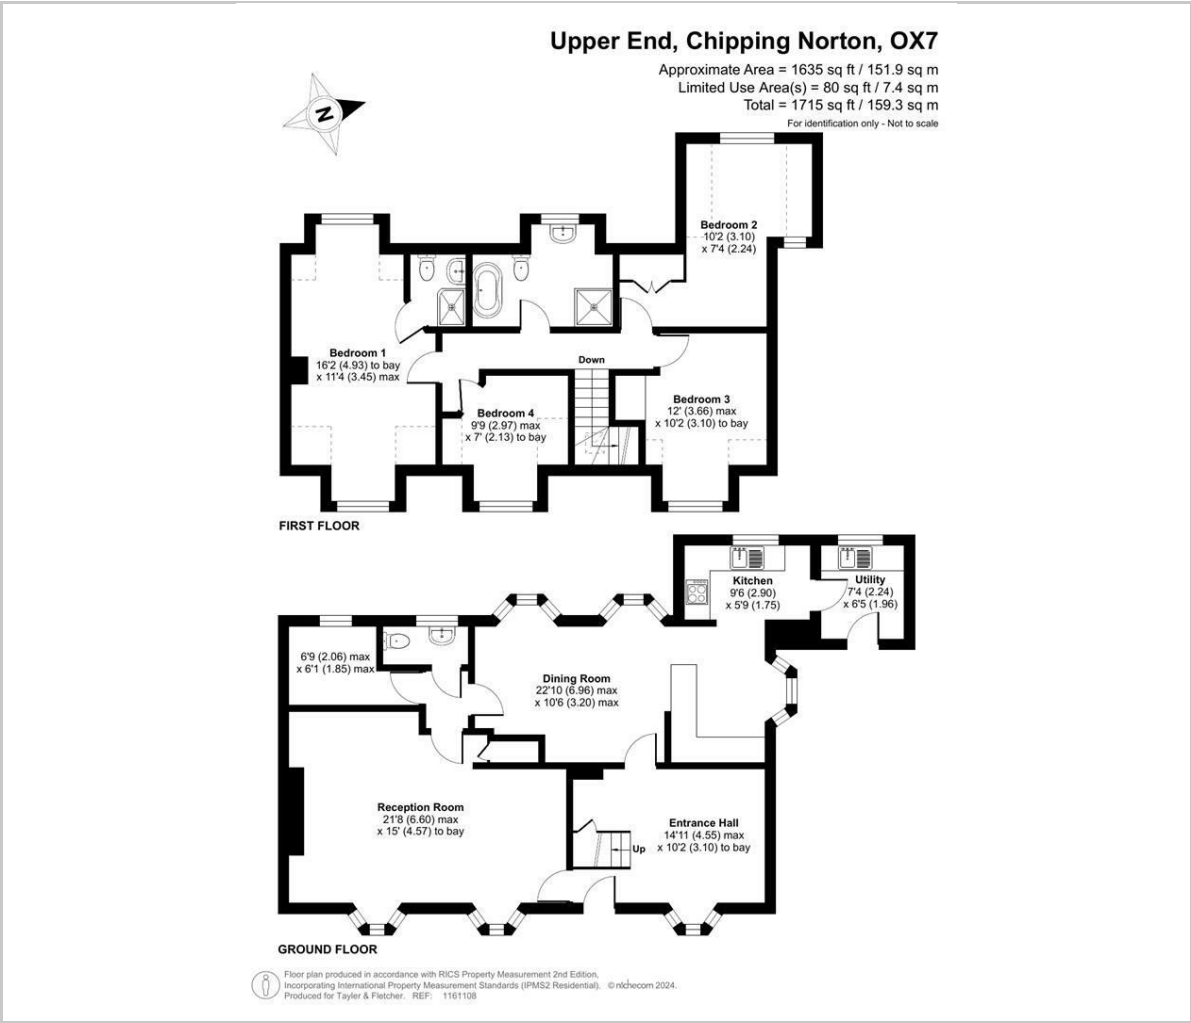 Upper End, Chipping Norton, OX7
Approximate Area = 1635 sq ft / 151.9 sq m
Limited Use Area(s) = 80 sq ft / 7.4 sq m
Total = 1715 sq ft / 159.3 sq m
For identification only - Not to scale
N
Bedroom 2
10'2 (3.10)
x 7'4 (2.24)
Bedroom 1
16'2 (4.93) to bay
x 11'4 (3.45) max
Down
Bedroom 4
9'9 (2.97) max
x 7' (2.13) to bay
Bedroom 3
12' (3.66) max
x 10'2 (3.10) to bay
FIRST FLOOR
Kitchen
9'6 (2.90)
x 5'9 (1.75)
Utility
7'4 (2.24)
x 6'5 (1.96)
6'9 (2.06) max
x 6'1 (1.85) max
Dining Room
22'10 (6.96) max
x 10'6 (3.20) max
Reception Room
21'8 (6.60) max
x 15' (4.57) to bay
Entrance Hall
14'11 (4.55) max
x 10'2 (3.10) to bay
Up
GROUND FLOOR
Floor plan produced in accordance with RICS Property Measurement 2nd Edition,
Incorporating International Property Measurement Standards (IPMS2 Residential). © nichecom 2024.
Produced for Tayler & Fletcher. REF: 1161108